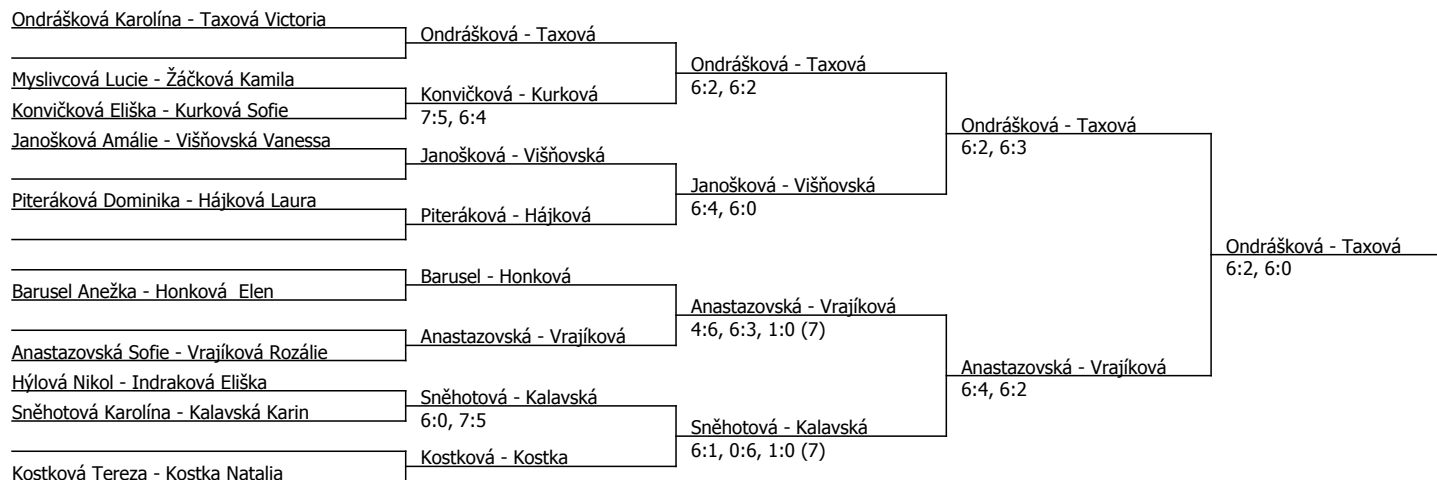 Ondrášková Karolína - Taxová Victoria
Myslivcová Lucie - Žáčková Kamila
Konvičková Eliška - Kurková Sofie
Janošková Amálie - Višňovská Vanessa
Piteráková Dominika - Hájková Laura
Barusel Anežka - Honková  Elen
Anastazovská Sofie - Vrajíková Rozálie
Hýlová Nikol - Indraková Eliška
Sněhotová Karolína - Kalavská Karin
Kostková Tereza - Kostka Natalia
Ondrášková - Taxová
Konvičková - Kurková
7:5, 6:4
Janošková - Višňovská
Piteráková - Hájková
Barusel - Honková
Anastazovská - Vrajíková
Sněhotová - Kalavská
6:0, 7:5
Kostková - Kostka
Ondrášková - Taxová
6:2, 6:2
Janošková - Višňovská
6:4, 6:0
Anastazovská - Vrajíková
4:6, 6:3, 1:0 (7)
Sněhotová - Kalavská
6:1, 0:6, 1:0 (7)
Ondrášková - Taxová
6:2, 6:3
Anastazovská - Vrajíková
6:4, 6:2
Ondrášková - Taxová
6:2, 6:0